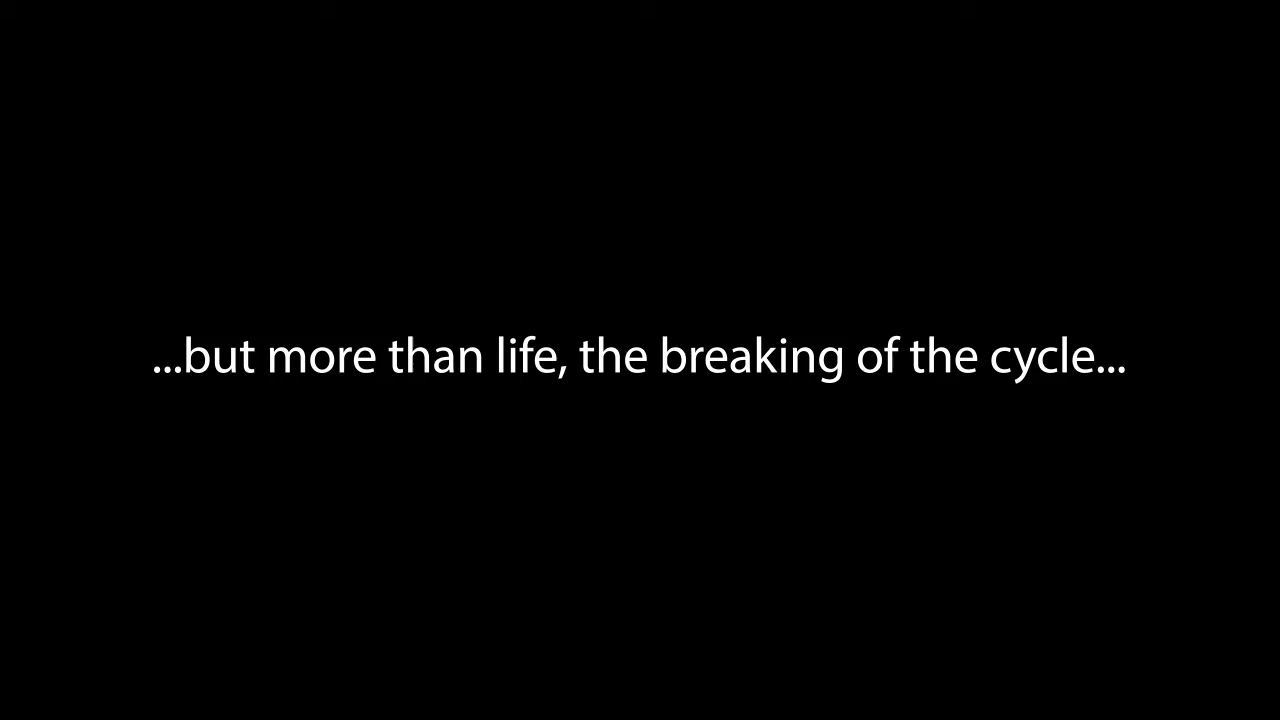 ...but more than life, the breaking of the cycle...